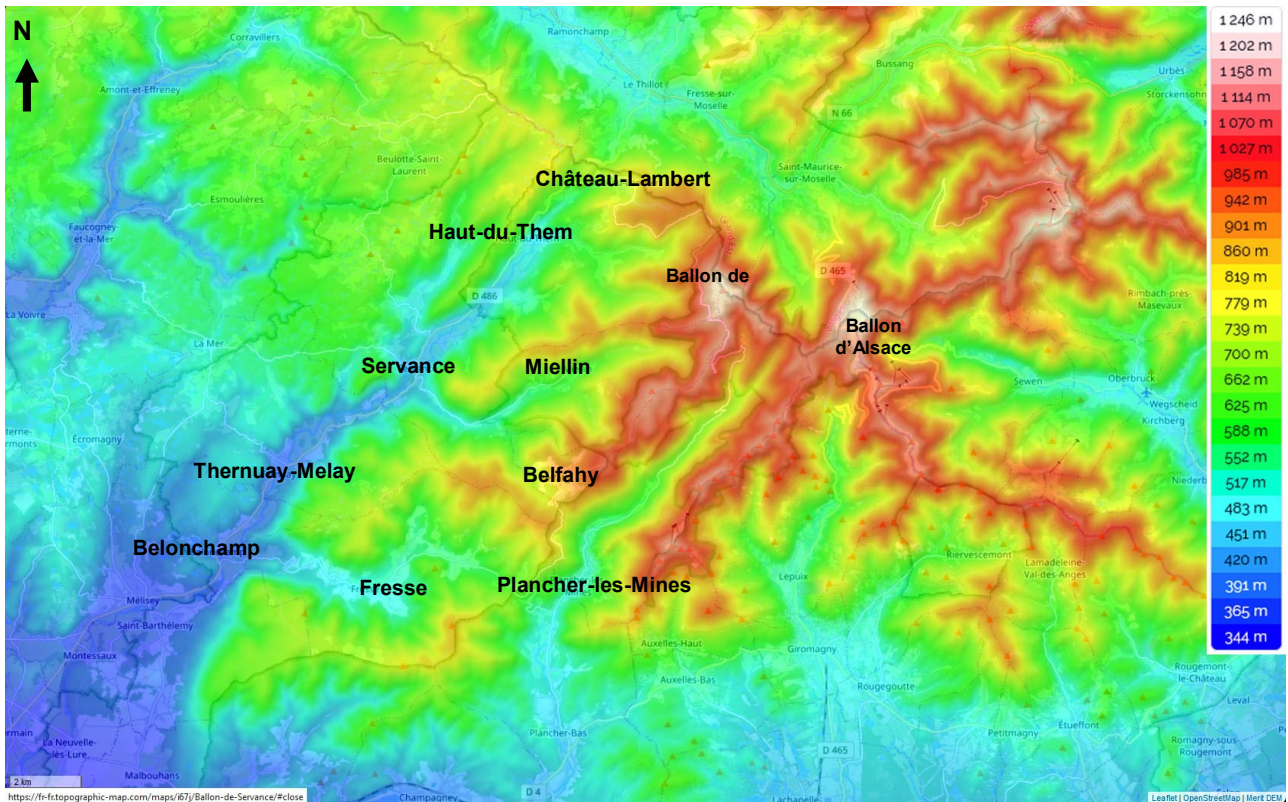 N
Corravillers
Ramonchamp
Amont-et-Effreney
Le Thillot
Fresse-sur-
Moselle
Bussang
Urbès
Storckensohn
N 66
Beulotte-Saint-
Laurent
Saint-Maurice-
sur-Moselle
Château-Lambert
Esmoulières
Faucogney-
et-la-Mer
Haut-du-Them
Ballon de
D 465
D 486
La Voivre
Rimbach-près-
Masevaux
La Mer
Ballon
d'Alsace
Servance
Miellin
Sewen
Oberbruck
Wegscheid
Kirchberg
Écromagny
Thernuay-Melay
Belfahy
Niederb
Belonchamp
Riervescemont
Lamadeleine-
Val-des-Anges
Fresse
Plancher-les-Mines
Lepuix
Mélisey
Saint-Barthélemy
Montessaux
Auxelles-Haut
Giromagny
Auxelles-Bas
Rougegoutte
Rougemont-
le-Château
Leval
Étueffont
Petitmagny
Romagny-sous-
Rougemont
Plancher-Bas
La Neuvelle-
lès-Lure
Malbouhans
D 465
D 4
Champagney
Lachapelle
2 km
https://fr-fr.topographic-map.com/maps/i67j/Ballon-de-Servance/#close
Leaflet | OpenStreetMap | Merit DEM
1 246 m
1 202 m
1 158 m
1 114 m
1 070 m
1 027 m
985 m
942 m
901 m
860 m
819 m
779 m
739 m
700 m
662 m
625 m
588 m
552 m
517 m
483 m
451 m
420 m
391 m
365 m
344 m